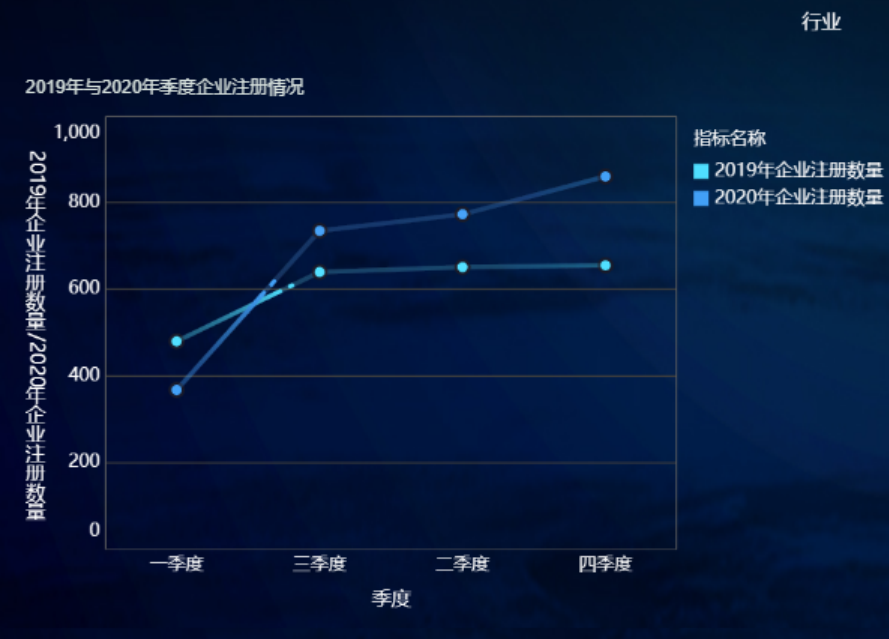 行业
2019年与2020年季度企业注册情况
1,000
800
600
400
200
0
2019年企业注册数量/2020年企业注册数量
一季度
三季度
二季度
四季度
季度
指标名称
2019年企业注册数量
2020年企业注册数量